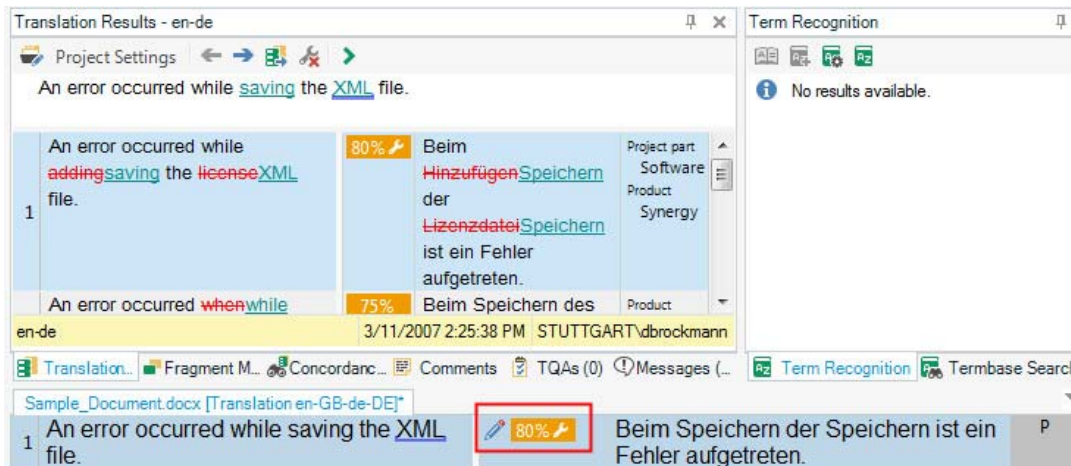 Translation Results - en-de
Term Recognition
Project Settings
An error occurred while saving the XML file.
No results available.
1
An error occurred while
addingsaving the licenseXML
file.
80%
Beim
HinzufügenSpeichern
der
LizenzdateiSpeichern
ist ein Fehler
aufgetreten.
Project part
Software
Product
Synergy
An error occurred whenwhile
75%
Beim Speichern des
Product
en-de
3/11/2007 2:25:38 PM
STUTTGART\dbrockmann
Translation...
Fragment M...
Concordanc...
Comments
TQAs (0)
Messages (...
Term Recognition
Termbase Search
Sample_Document.docx [Translation en-GB-de-DE]*
1
An error occurred while saving the XML
file.
80%
Beim Speichern der Speichern ist ein
Fehler aufgetreten.
P